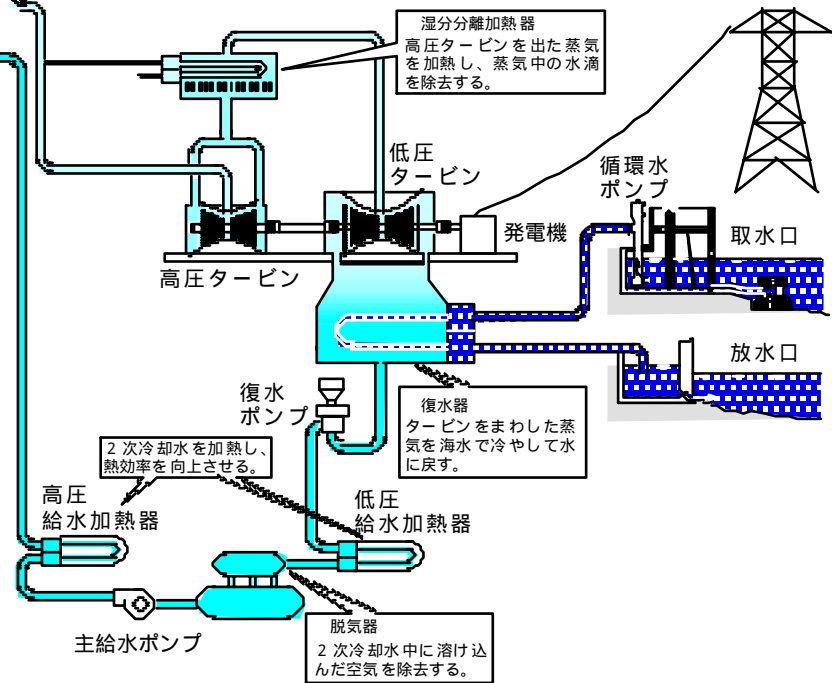 湿分分離加熱器
高圧タービンを出た蒸気
を加熱し、蒸気中の水滴
を除去する。
低圧
タービン
循環水
ポンプ
発電機
取水口
高圧タービン
放水口
復水
ポンプ
復水器
タービンをまわした蒸
気を海水で冷やして水
に戻す。
２次冷却水を加熱し、
熱効率を向上させる。
高圧
給水加熱器
低圧
給水加熱器
主給水ポンプ
脱気器
２次冷却水中に溶け込
んだ空気を除去する。